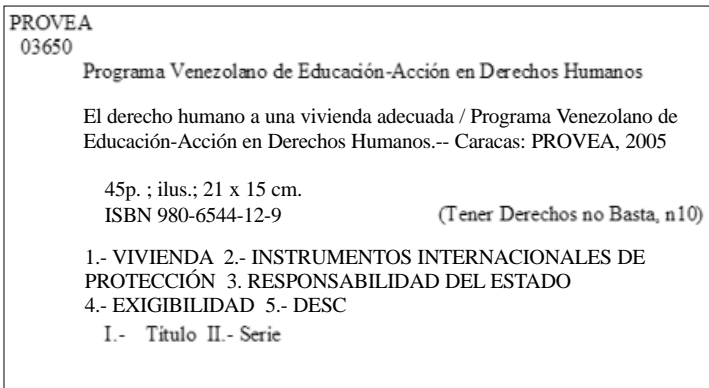 PROVEA
03650
Programa Venezolano de Educación-Acción en Derechos Humanos
El derecho humano a una vivienda adecuada / Programa Venezolano de
Educación-Acción en Derechos Humanos.-- Caracas: PROVEA, 2005
45p. ; ilus.; 21 x 15 cm.
ISBN 980-6544-12-9 (Tener Derechos no Basta, n10)
1.- VIVIENDA 2.- INSTRUMENTOS INTERNACIONALES DE
PROTECCIÓN 3. RESPONSABILIDAD DEL ESTADO
4.- EXIGIBILIDAD 5.- DESC
I.- Título II.- Serie